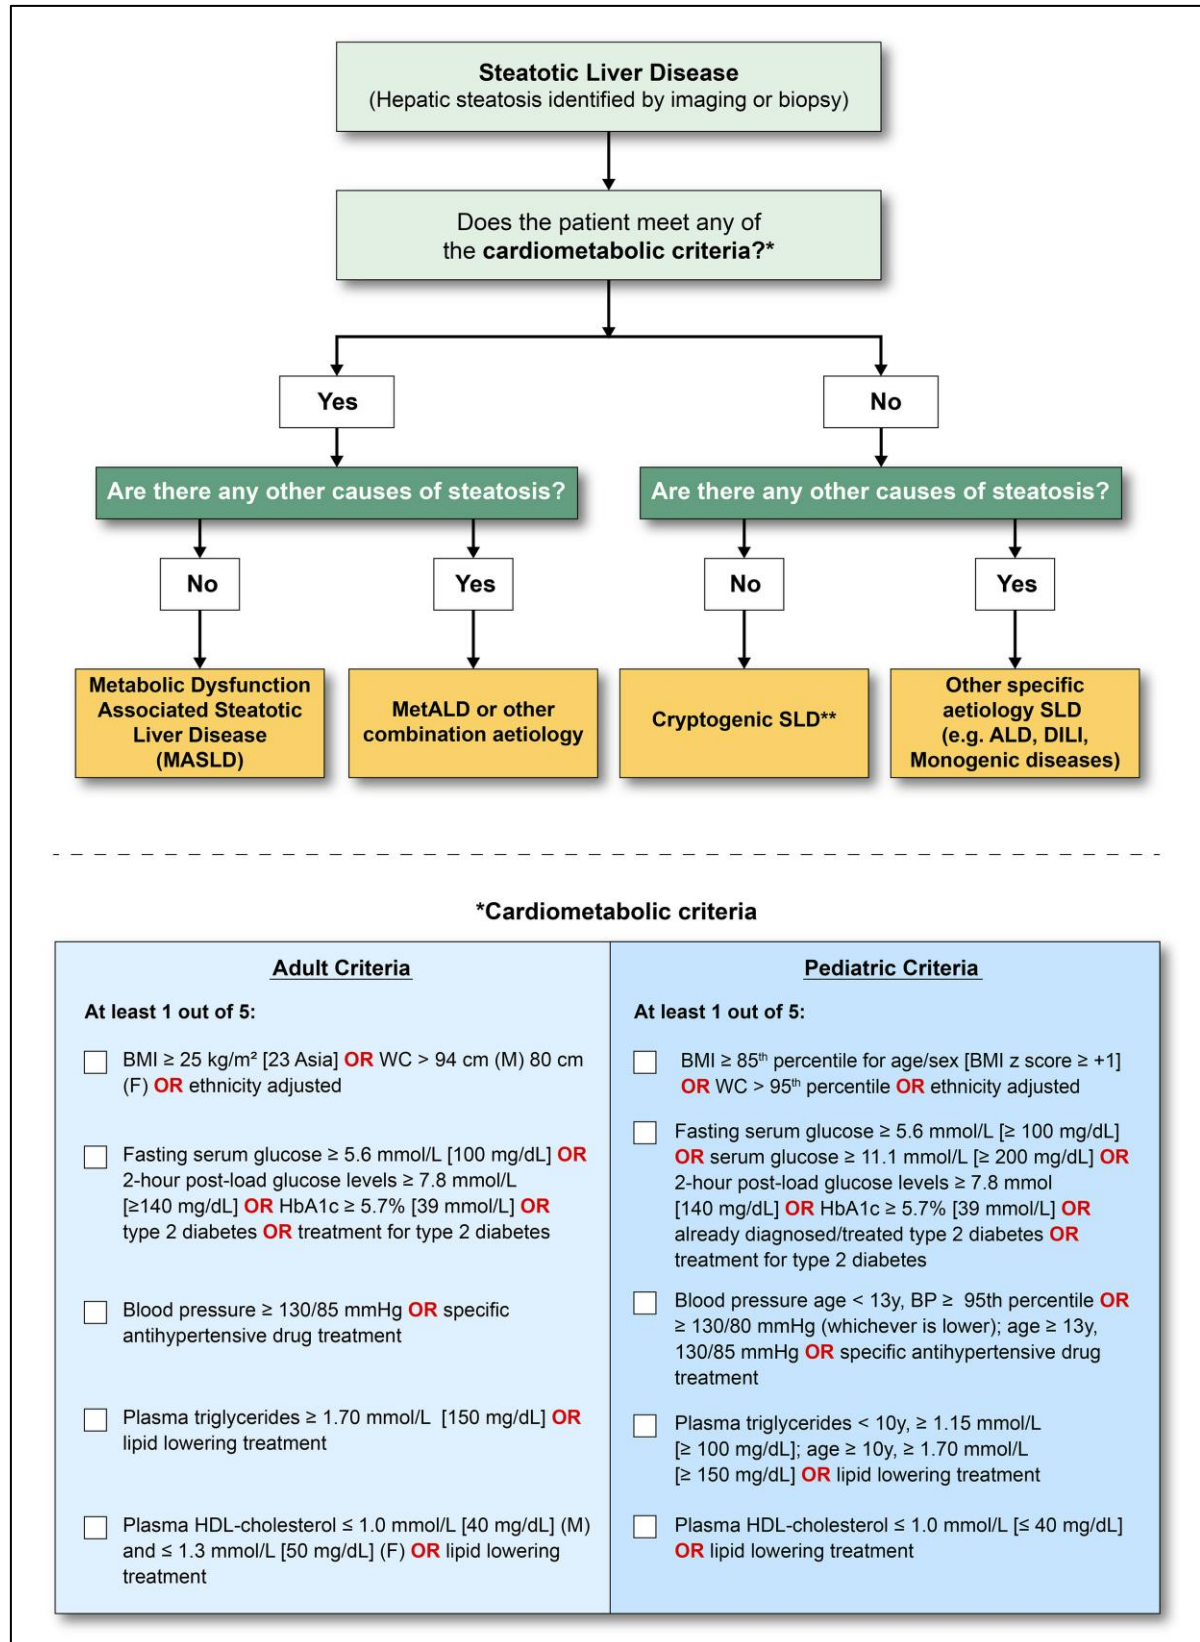 Steatotic Liver Disease
(Hepatic steatosis identified by imaging or biopsy)
Does the patient meet any of
the cardiometabolic criteria?*
Yes
No
Are there any other causes of steatosis?
Are there any other causes of steatosis?
No
Yes
No
Yes
Metabolic Dysfunction
Associated Steatotic
Liver Disease
(MASLD)
MetALD or other
combination aetiology
Cryptogenic SLD**
Other specific
aetiology SLD
(e.g. ALD, DILI,
Monogenic diseases)
*Cardiometabolic criteria
Adult Criteria
At least 1 out of 5:
BMI ≥ 25 kg/m² [23 Asia] OR WC > 94 cm (M) 80 cm
(F) OR ethnicity adjusted
Fasting serum glucose ≥ 5.6 mmol/L [100 mg/dL] OR
2-hour post-load glucose levels ≥ 7.8 mmol/L
[≥140 mg/dL] OR HbA1c ≥ 5.7% [39 mmol/L] OR
type 2 diabetes OR treatment for type 2 diabetes
Blood pressure ≥ 130/85 mmHg OR specific
antihypertensive drug treatment
Plasma triglycerides ≥ 1.70 mmol/L [150 mg/dL] OR
lipid lowering treatment
Plasma HDL-cholesterol ≤ 1.0 mmol/L [40 mg/dL] (M)
and ≤ 1.3 mmol/L [50 mg/dL] (F) OR lipid lowering
treatment
Pediatric Criteria
At least 1 out of 5:
BMI ≥ 85th percentile for age/sex [BMI z score ≥ +1]
OR WC > 95th percentile OR ethnicity adjusted
Fasting serum glucose ≥ 5.6 mmol/L [≥ 100 mg/dL]
OR serum glucose ≥ 11.1 mmol/L [≥ 200 mg/dL] OR
2-hour post-load glucose levels ≥ 7.8 mmol
[140 mg/dL] OR HbA1c ≥ 5.7% [39 mmol/L] OR
already diagnosed/treated type 2 diabetes OR
treatment for type 2 diabetes
Blood pressure age < 13y, BP ≥ 95th percentile OR
≥ 130/80 mmHg (whichever is lower); age ≥ 13y,
130/85 mmHg OR specific antihypertensive drug
treatment
Plasma triglycerides < 10y, ≥ 1.15 mmol/L
[≥ 100 mg/dL]; age ≥ 10y, ≥ 1.70 mmol/L
[≥ 150 mg/dL] OR lipid lowering treatment
Plasma HDL-cholesterol ≤ 1.0 mmol/L [≤ 40 mg/dL]
OR lipid lowering treatment